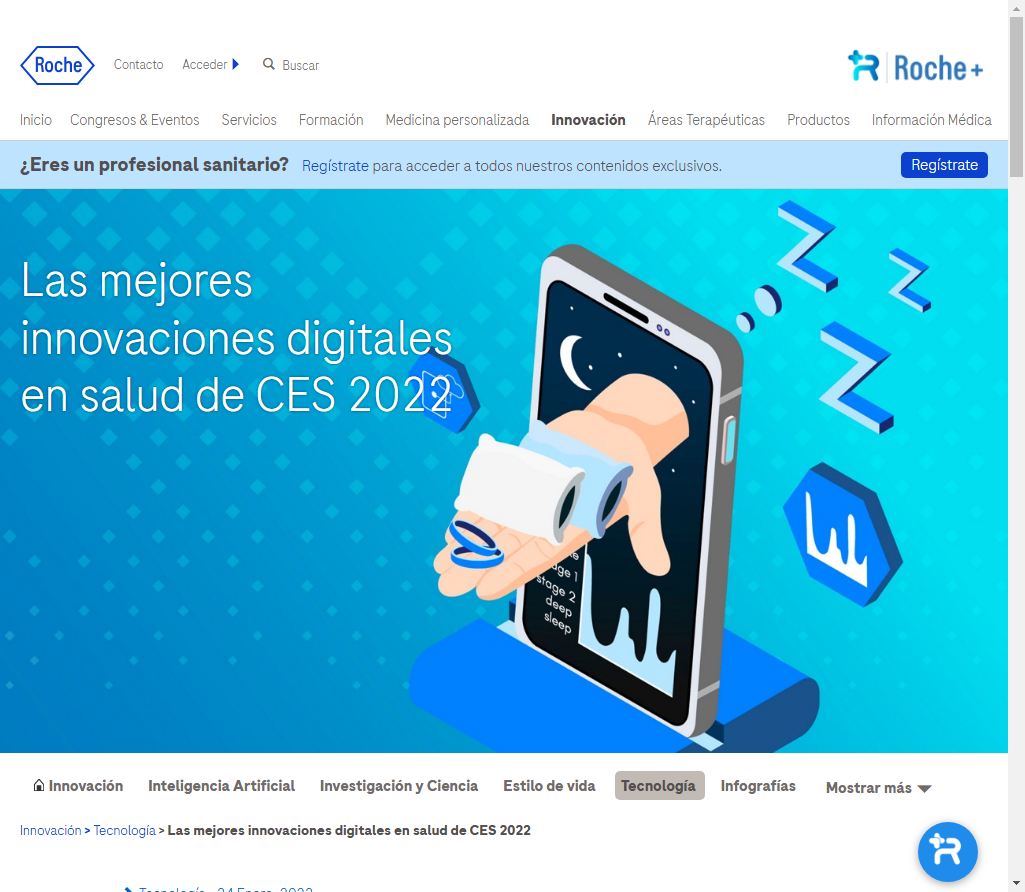 Roche
Contacto
Acceder
Buscar
Roche+
Inicio
Congresos & Eventos
Servicios
Formación
Medicina personalizada
Innovación
Áreas Terapéuticas
Productos
Información Médica
¿Eres un profesional sanitario? Regístrate para acceder a todos nuestros contenidos exclusivos.
Regístrate
Las mejores
innovaciones digitales
en salud de CES 2022
stage 2
deep
sleep
Innovación
Inteligencia Artificial
Investigación y Ciencia
Estilo de vida
Tecnología
Infografías
Mostrar más
Innovación > Tecnología > Las mejores innovaciones digitales en salud de CES 2022